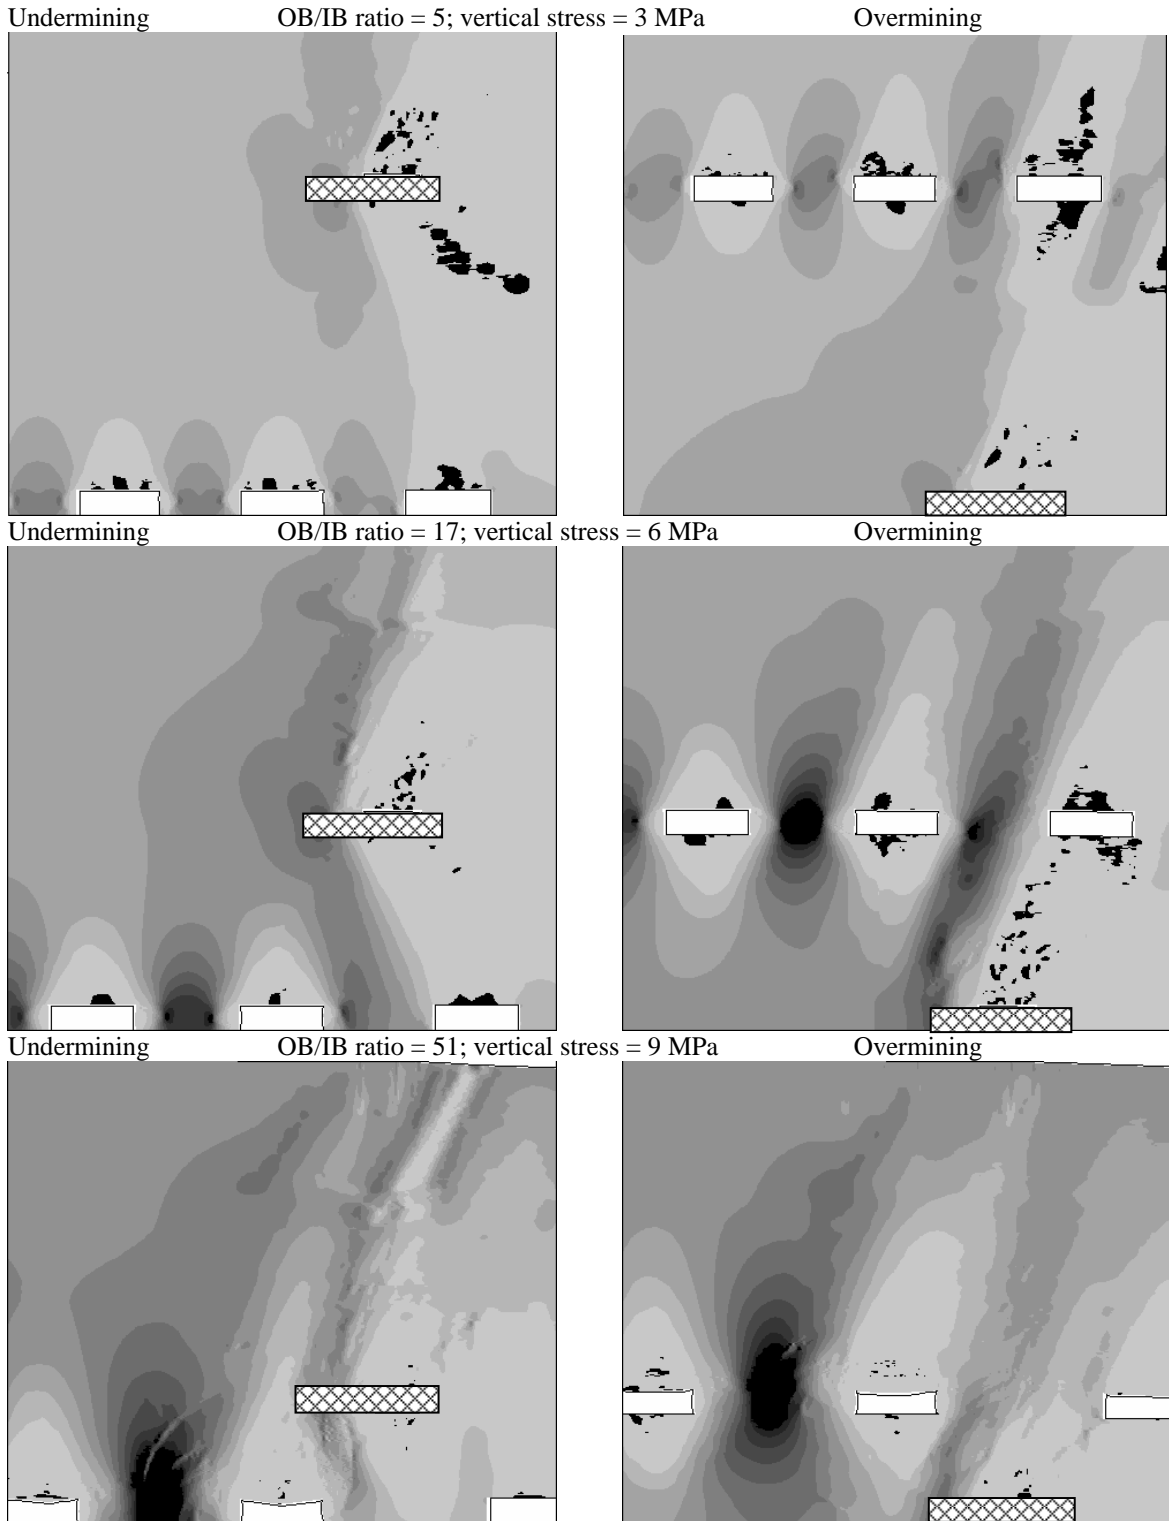 Undermining OB/IB ratio = 5; vertical stress = 3 MPa Overmining
Undermining OB/IB ratio = 17; vertical stress = 6 MPa Overmining
Undermining OB/IB ratio = 51; vertical stress = 9 MPa Overmining